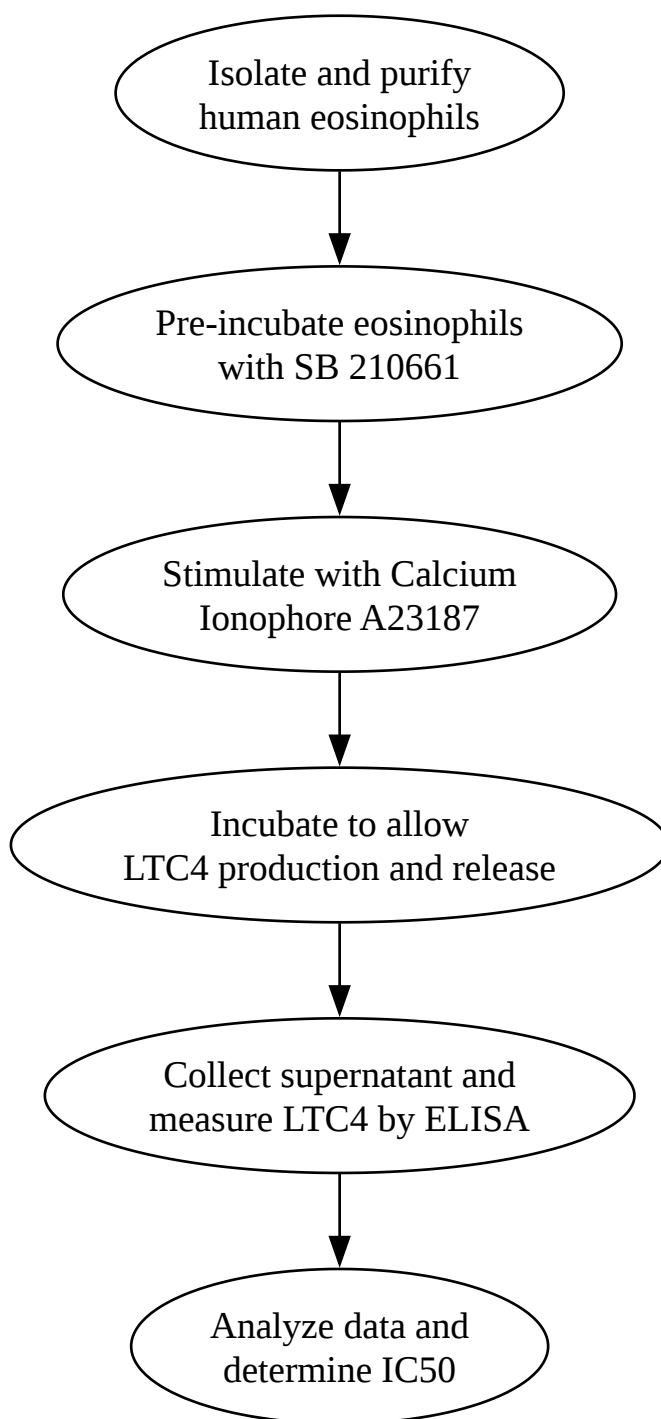 Isolate and purify
human eosinophils
Pre-incubate eosinophils
with SB 210661
Stimulate with Calcium
Ionophore A23187
Incubate to allow
LTC4 production and release
Collect supernatant and
measure LTC4 by ELISA
Analyze data and
determine IC50